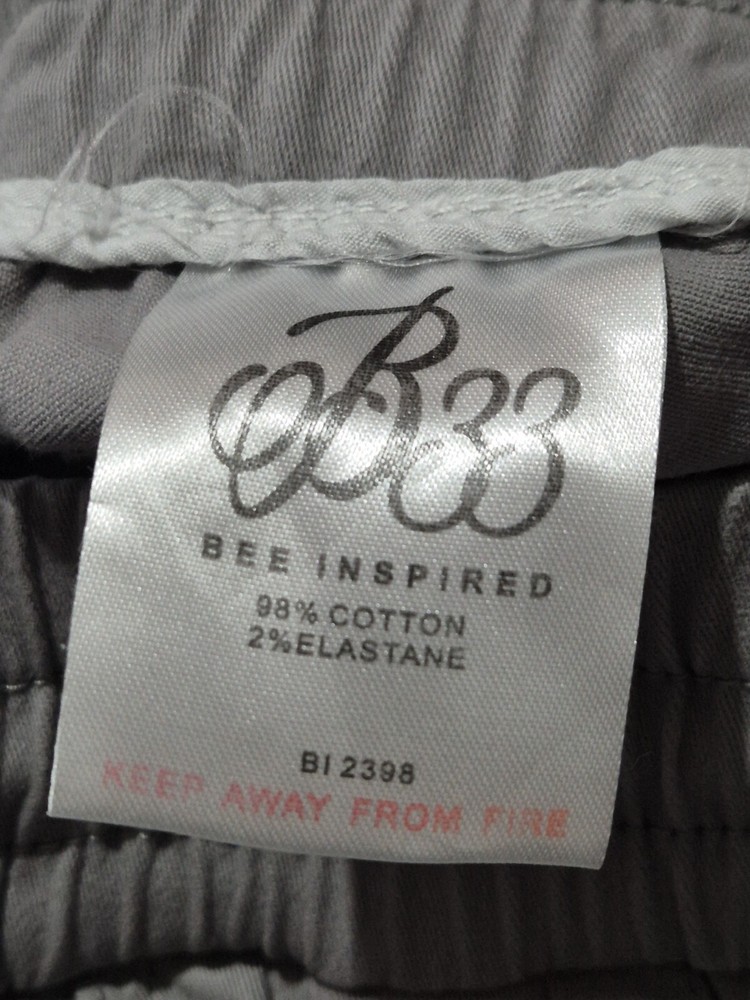 BEE INSPIRED
98% COTTON
2%ELASTANE
BI 2398
KEEP AWAY FROM FIRE